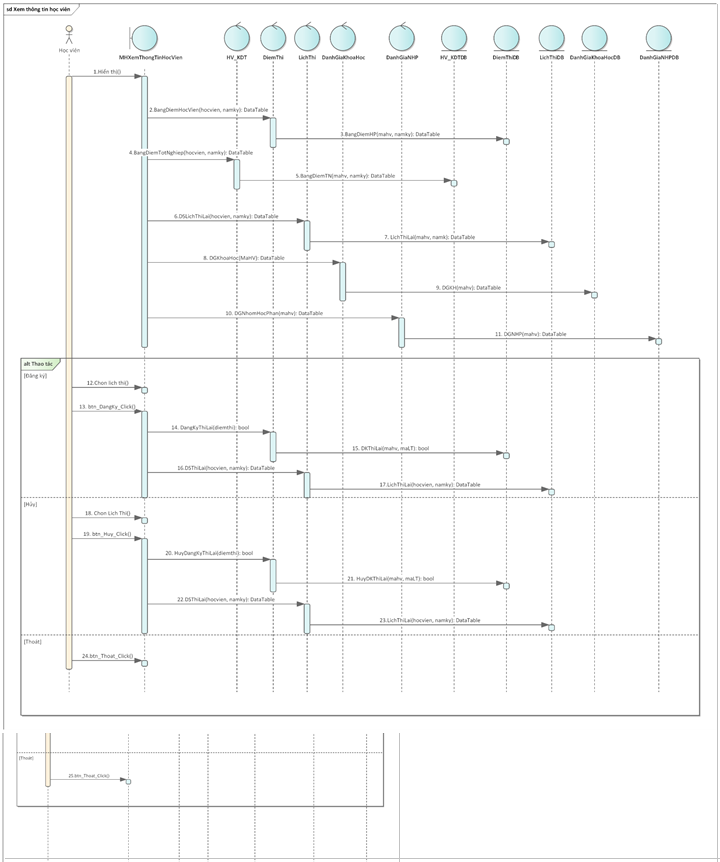 sd Xem thông tin học viên
Học viên
MHXemThongTinHocVien
HV_KDT
DiemThi
LichThi
DanhGiaKhoaHoc
DanhGiaNHP
HV_KDTDB
DiemThiDB
LichThiDB
DanhGiaKhoaHocDB
DanhGiaNHPDB
1.Hiển thị()
2.BangDiemHocVien(hocvien, namky): DataTable
3.BangDiemHP(mahv, namky): DataTable
4.BangDiemTotNghiep(hocvien, namky): DataTable
5.BangDiemTN(mahv, namky): DataTable
6.DSLichThiLai(hocvien, namky): DataTable
7. LichThiLai(mahv, namk): DataTable
8. DGKhoaHoc(MaHV): DataTable
9. DGKH(mahv): DataTable
10. DGNhomHocPhan(mahv): DataTable
11. DGNHP(mahv): DataTable
alt Thao tác
[Đăng ký]
12.Chon lich thi()
13. btn_DangKy_Click()
14. DangKyThiLai(diemthi): bool
15. DKThiLai(mahv, maLT): bool
16.DSThiLai(hocvien, namky): DataTable
17.LichThiLai(hocvien, namky): DataTable
[Hủy]
18. Chon Lich Thi()
19. btn_Huy_Click()
20. HuyDangKyThiLai(diemthi): bool
21. HuyDKThiLai(mahv, maLT): bool
22.DSThiLai(hocvien, namky): DataTable
23.LichThiLai(hocvien, namky): DataTable
[Thoát]
24.btn_Thoat_Click()
[Thoát]
25.btn_Thoat_Click()